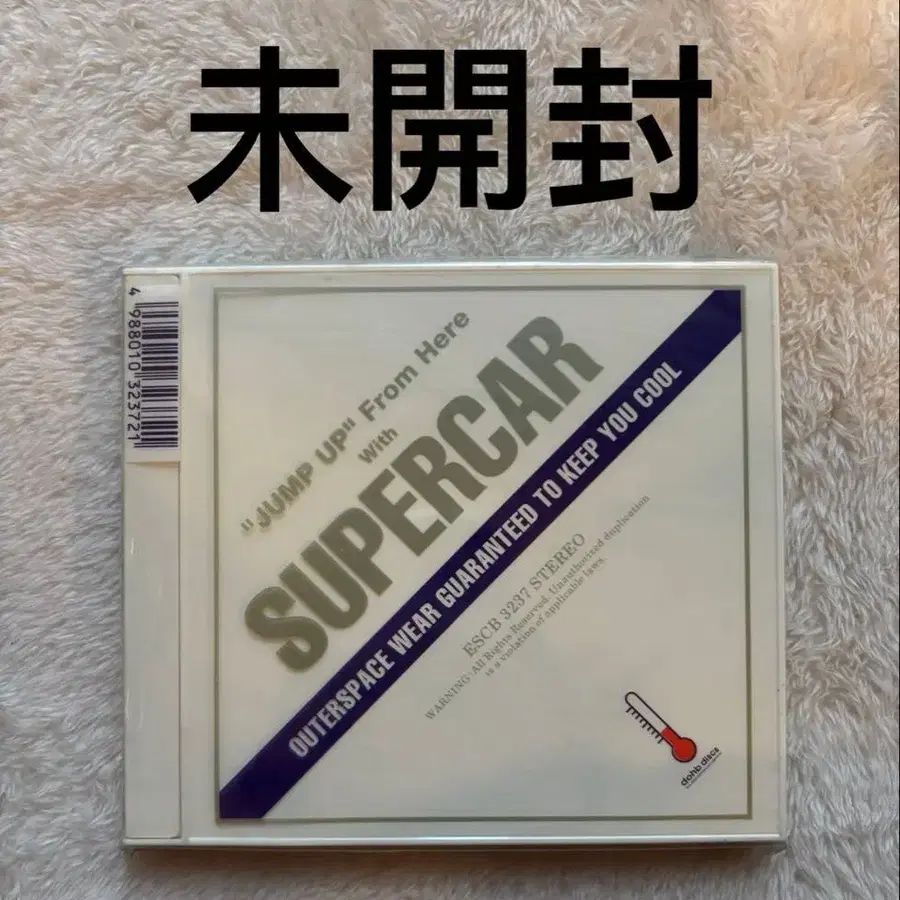 未開封
4 988010 323721
"JUMP UP" From Here
With
SUPERCAR
OUTERSPACE WEAR GUARANTEED TO KEEP YOU COOL
ESCB 3237 STEREO
WARNING: All Rights Reserved. Unauthorized duplication
is a violation of applicable laws.
dohb discs